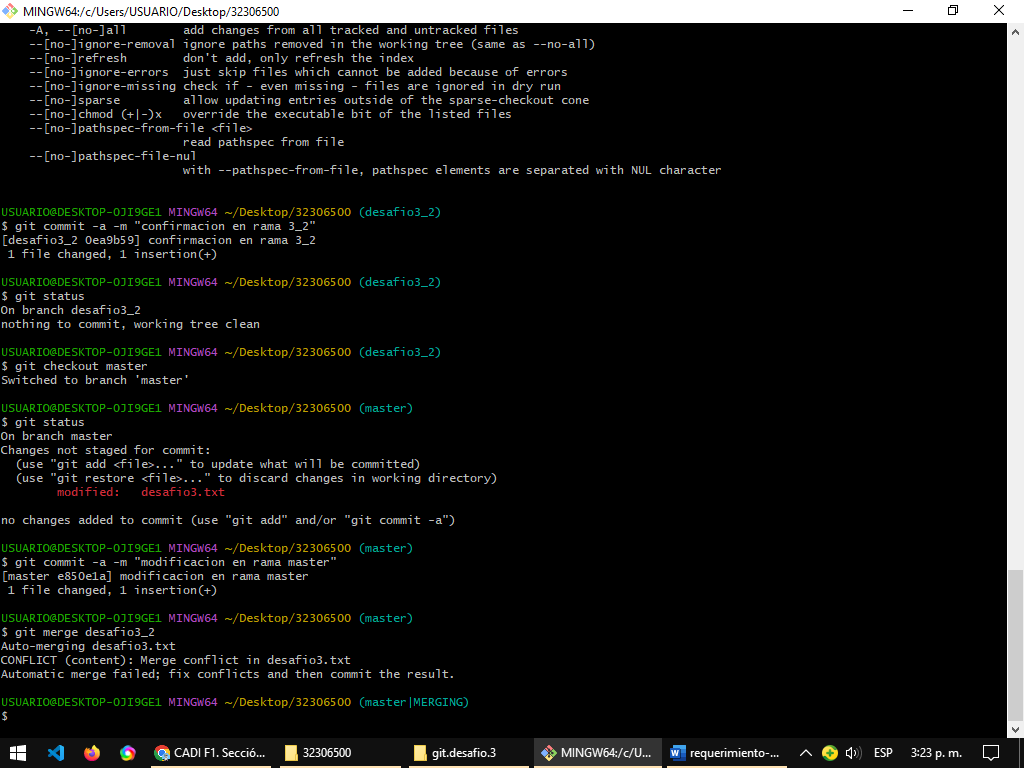 MINGW64:/c/Users/USUARIO/Desktop/32306500
-A, --[no-]all        add changes from all tracked and untracked files
--[no-]ignore-removal ignore paths removed in the working tree (same as --no-all)
--[no-]refresh        don't add, only refresh the index
--[no-]ignore-errors  just skip files which cannot be added because of errors
--[no-]ignore-missing check if - even missing - files are ignored in dry run
--[no-]sparse         allow updating entries outside of the sparse-checkout cone
--[no-]chmod (+|-)x   override the executable bit of the listed files
--[no-]pathspec-from-file <file>
read pathspec from file
--[no-]pathspec-file-nul
with --pathspec-from-file, pathspec elements are separated with NUL character
USUARIO@DESKTOP-OJI9GE1 MINGW64 ~/Desktop/32306500 (desafio3_2)
$ git commit -a -m "confirmacion en rama 3_2"
[desafio3_2 0ea9b59] confirmacion en rama 3_2
1 file changed, 1 insertion(+)
USUARIO@DESKTOP-OJI9GE1 MINGW64 ~/Desktop/32306500 (desafio3_2)
$ git status
On branch desafio3_2
nothing to commit, working tree clean
USUARIO@DESKTOP-OJI9GE1 MINGW64 ~/Desktop/32306500 (desafio3_2)
$ git checkout master
Switched to branch 'master'
USUARIO@DESKTOP-OJI9GE1 MINGW64 ~/Desktop/32306500 (master)
$ git status
On branch master
Changes not staged for commit:
(use "git add <file>..." to update what will be committed)
(use "git restore <file>..." to discard changes in working directory)
modified:   desafio3.txt
no changes added to commit (use "git add" and/or "git commit -a")
USUARIO@DESKTOP-OJI9GE1 MINGW64 ~/Desktop/32306500 (master)
$ git commit -a -m "modificacion en rama master"
[master e850e1a] modificacion en rama master
1 file changed, 1 insertion(+)
USUARIO@DESKTOP-OJI9GE1 MINGW64 ~/Desktop/32306500 (master)
$ git merge desafio3_2
Auto-merging desafio3.txt
CONFLICT (content): Merge conflict in desafio3.txt
Automatic merge failed; fix conflicts and then commit the result.
USUARIO@DESKTOP-OJI9GE1 MINGW64 ~/Desktop/32306500 (master|MERGING)
$
CADI F1. Secció... 32306500 git.desafio.3 MINGW64:/c/U... requerimiento-... ESP 3:23 p. m.